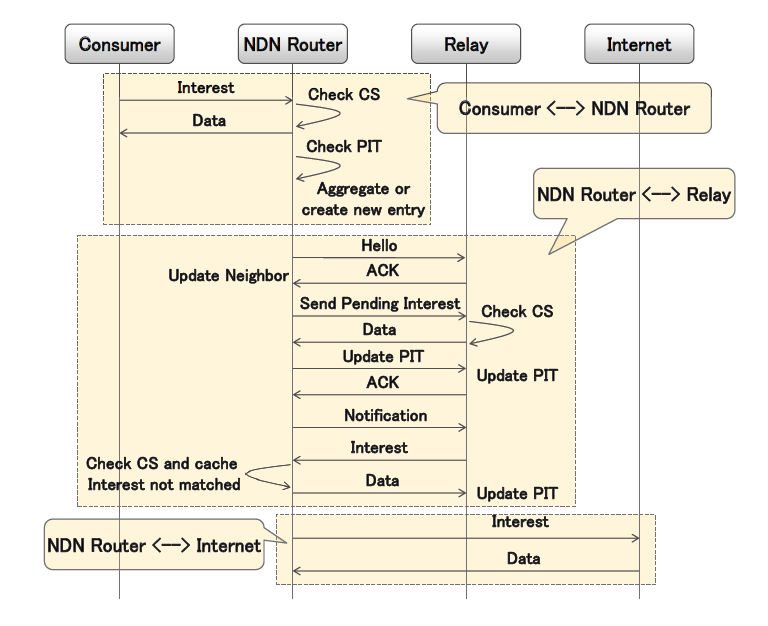 Consumer
NDN Router
Relay
Internet
Interest
Check CS
Data
Consumer <--> NDN Router
Check PIT
Aggregate or
create new entry
NDN Router <--> Relay
Hello
Update Neighbor
ACK
Send Pending Interest
Check CS
Data
Update PIT
Update PIT
ACK
Notification
Interest
Check CS and cache
Interest not matched
Data
Update PIT
Interest
NDN Router <--> Internet
Data